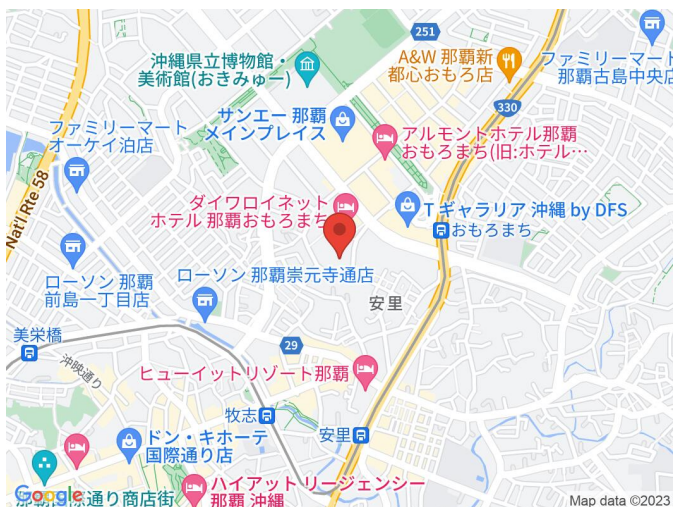 251
沖縄県立博物館・
美術館(おきみゅー)
A&W 那覇新
都心おもろ店
ファミリーマート
那覇古島中央店
330
サンエー 那覇
メインプレイス
ファミリーマート
オーケイ泊店
アルモントホテル那覇
おもろまち(旧:ホテル…
Nat'l Rte 58
ダイワロイネット
ホテル 那覇おもろまち
T ギャラリア 沖縄 by DFS
おもろまち
ローソン 那覇
前島一丁目店
ローソン 那覇崇元寺通店
安里
美栄橋
29
沖映通り
ヒューイットリゾート那覇
牧志
安里
ドン・キホーテ
国際通り店
ハイアット リージェンシー
那覇 沖縄
Google
際通り商店街
Map data ©2023